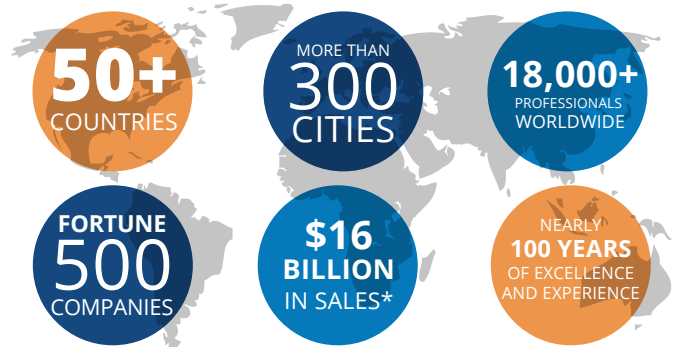 50+
COUNTRIES
MORE THAN
300
CITIES
18,000+
PROFESSIONALS
WORLDWIDE
FORTUNE
500
COMPANIES
$16
BILLION
IN SALES*
NEARLY
100 YEARS
OF EXCELLENCE
AND EXPERIENCE